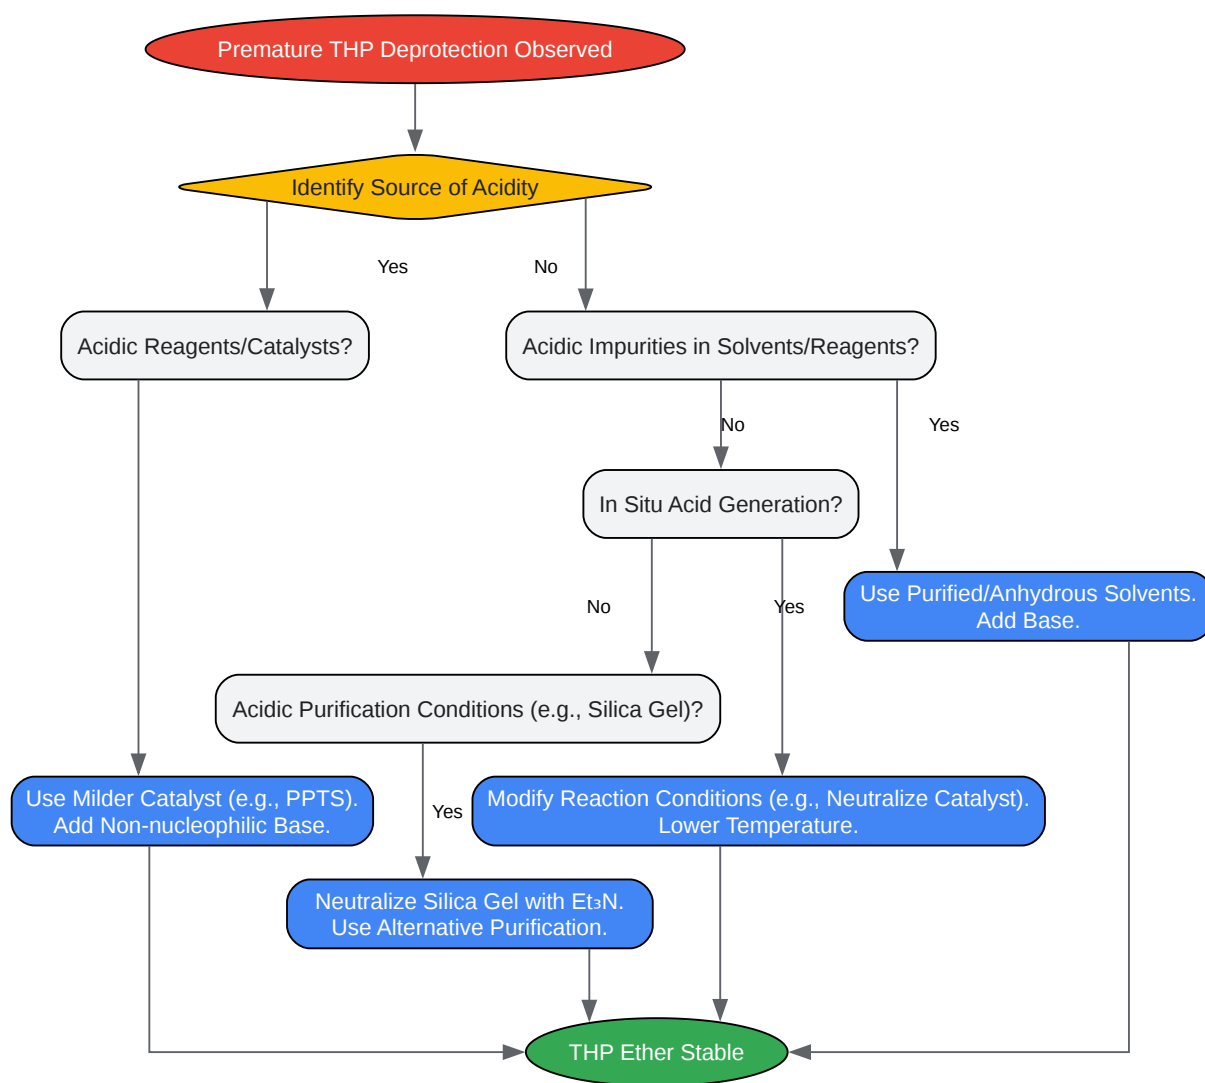 Premature THP Deprotection Observed
Identify Source of Acidity
Yes
No
Acidic Reagents/Catalysts?
Acidic Impurities in Solvents/Reagents?
No
Yes
In Situ Acid Generation?
No
Yes
Use Purified/Anhydrous Solvents.
Add Base.
Acidic Purification Conditions (e.g., Silica Gel)?
Use Milder Catalyst (e.g., PPTS).
Add Non-nucleophilic Base.
Yes
Modify Reaction Conditions (e.g., Neutralize Catalyst).
Lower Temperature.
Neutralize Silica Gel with Et₃N.
Use Alternative Purification.
THP Ether Stable